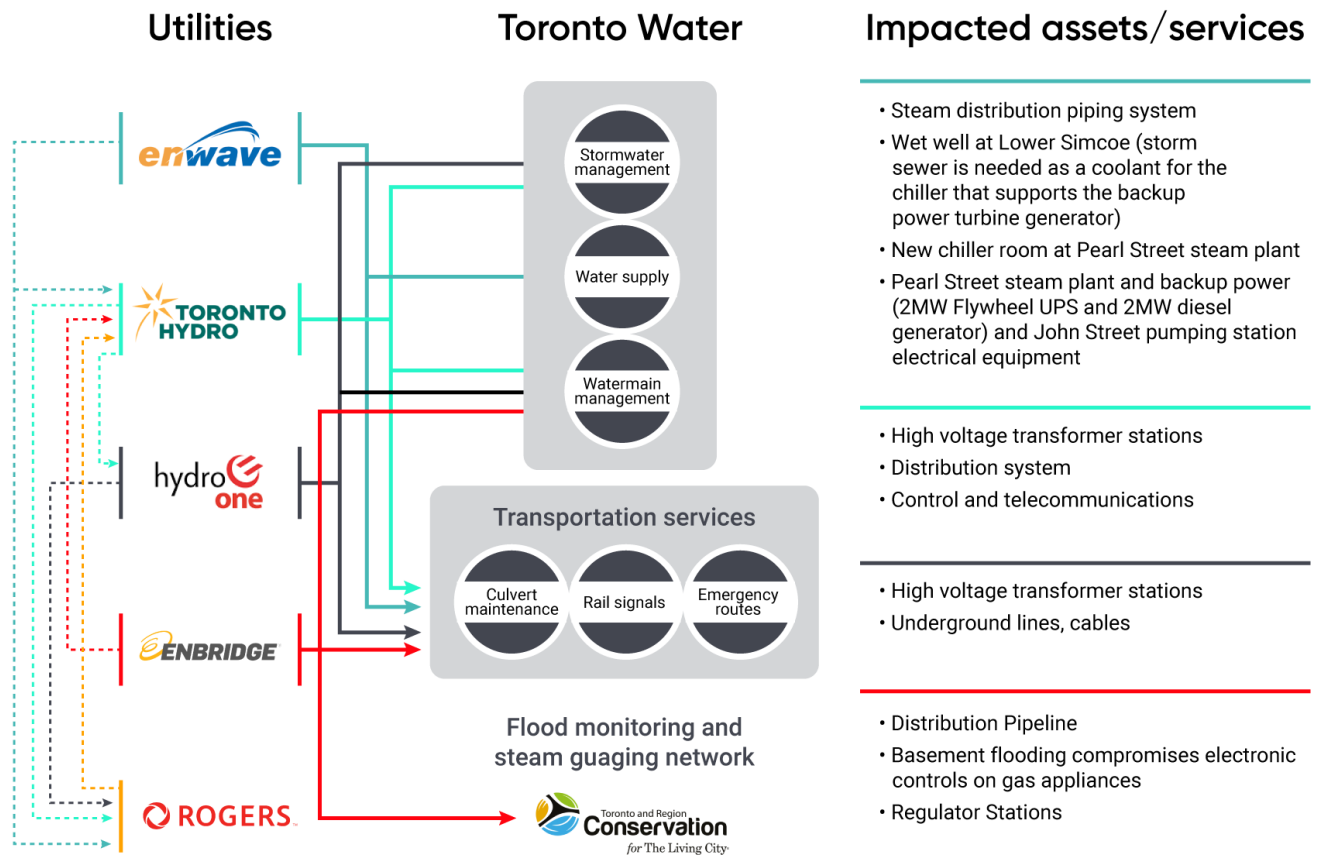 Utilities
Toronto Water
Impacted assets/services
enwave
TORONTO
HYDRO
hydro
one
ENBRIDGE
ROGERS™
Stormwater
management
Water supply
Watermain
management
Transportation services
Culvert
maintenance
Rail signals
Emergency
routes
Flood monitoring and
steam guaging network
Toronto and Region
Conservation
for The Living City®
• Steam distribution piping system
• Wet well at Lower Simcoe (storm
sewer is needed as a coolant for the
chiller that supports the backup
power turbine generator)
• New chiller room at Pearl Street steam plant
• Pearl Street steam plant and backup power
(2MW Flywheel UPS and 2MW diesel
generator) and John Street pumping station
electrical equipment
• High voltage transformer stations
• Distribution system
• Control and telecommunications
• High voltage transformer stations
• Underground lines, cables
• Distribution Pipeline
• Basement flooding compromises electronic
controls on gas appliances
• Regulator Stations